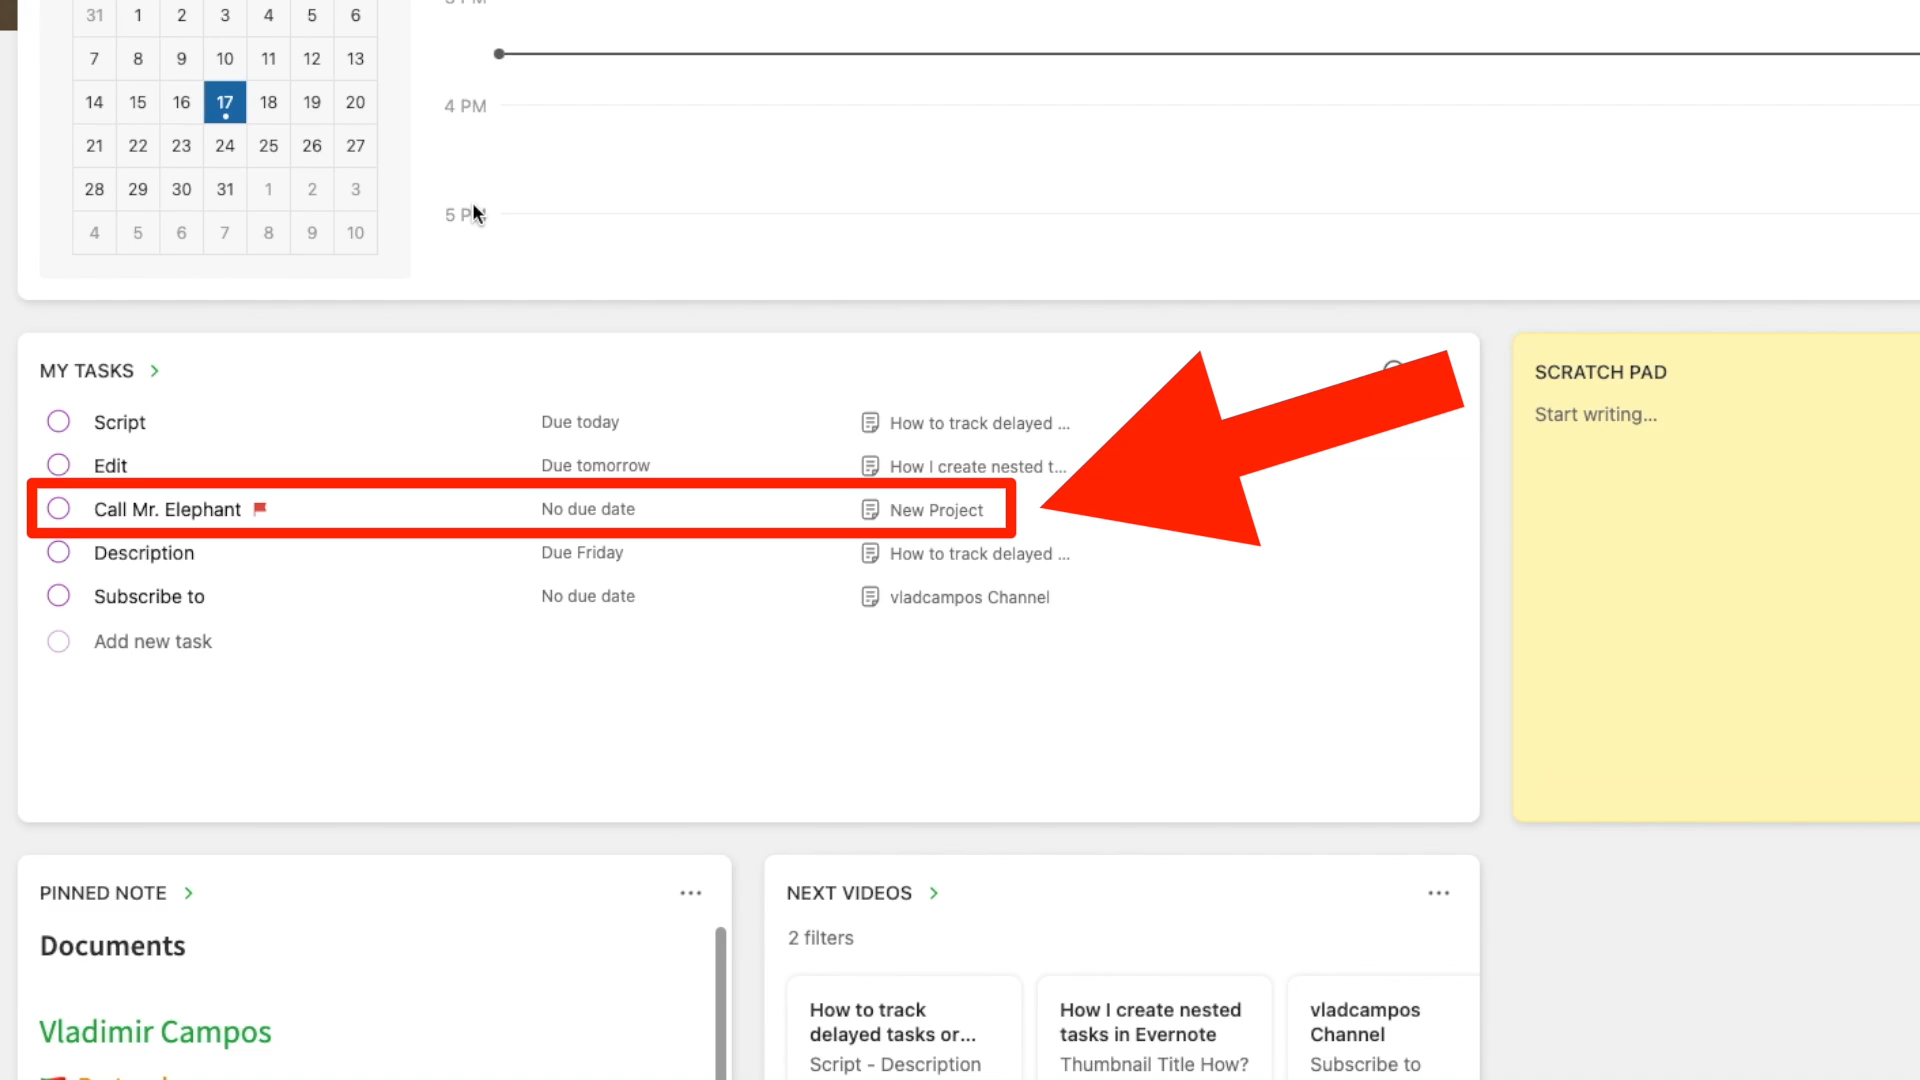 31 1 2 3 4 5 6
7 8 9 10 11 12 13
14 15 16 17 18 19 20
21 22 23 24 25 26 27
28 29 30 31 1 2 3
4 5 6 7 8 9 10
4 PM
5 PM
MY TASKS
Script Due today How to track delayed ...
Edit Due tomorrow How I create nested t...
Call Mr. Elephant No due date New Project
Description Due Friday How to track delayed ...
Subscribe to No due date vladcampos Channel
Add new task
SCRATCH PAD
Start writing...
PINNED NOTE
Documents
Vladimir Campos
NEXT VIDEOS
2 filters
How to track
delayed tasks or...
Script - Description
How I create nested
tasks in Evernote
Thumbnail Title How?
vladcampos
Channel
Subscribe to